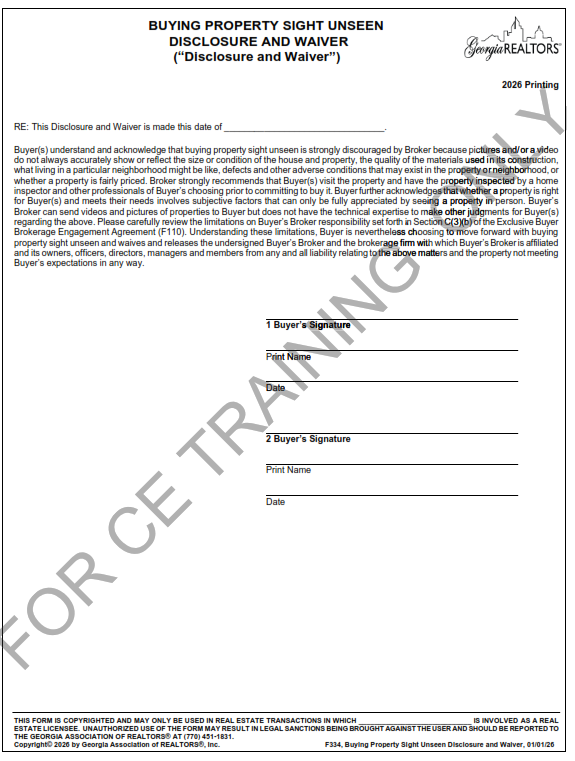 BUYING PROPERTY SIGHT UNSEEN
DISCLOSURE AND WAIVER
(“Disclosure and Waiver”)
Georgia REALTORS®
2026 Printing
RE: This Disclosure and Waiver is made this date of ________________________________.
Buyer(s) understand and acknowledge that buying property sight unseen is strongly discouraged by Broker because pictures and/or a video
do not always accurately show or reflect the size or condition of the house and property, the quality of the materials used in its construction,
what living in a particular neighborhood might be like, defects and other adverse conditions that may exist in the property or neighborhood, or
whether a property is fairly priced. Broker strongly recommends that Buyer(s) visit the property and have the property inspected by a home
inspector and other professionals of Buyer's choosing prior to committing to buy it. Buyer further acknowledges that whether a property is right
for Buyer(s) and meets their needs involves subjective factors that can only be fully appreciated by seeing a property in person. Buyer's
Broker can send videos and pictures of properties to Buyer but does not have the technical expertise to make other judgments for Buyer(s)
regarding the above. Please carefully review the limitations on Buyer's Broker responsibility set forth in Section C(3)(b) of the Exclusive Buyer
Brokerage Engagement Agreement (F110). Understanding these limitations, Buyer is nevertheless choosing to move forward with buying
property sight unseen and waives and releases the undersigned Buyer's Broker and the brokerage firm with which Buyer's Broker is affiliated
and its owners, officers, directors, managers and members from any and all liability relating to the above matters and the property not meeting
Buyer's expectations in any way.
1 Buyer's Signature
Print Name
Date
2 Buyer's Signature
Print Name
Date
FOR CE TRAINING ONLY
THIS FORM IS COPYRIGHTED AND MAY ONLY BE USED IN REAL ESTATE TRANSACTIONS IN WHICH ________________________ IS INVOLVED AS A REAL
ESTATE LICENSEE. UNAUTHORIZED USE OF THE FORM MAY RESULT IN LEGAL SANCTIONS BEING BROUGHT AGAINST THE USER AND SHOULD BE REPORTED TO
THE GEORGIA ASSOCIATION OF REALTORS® AT (770) 451-1831.
Copyright© 2026 by Georgia Association of REALTORS®, Inc. F334, Buying Property Sight Unseen Disclosure and Waiver, 01/01/26